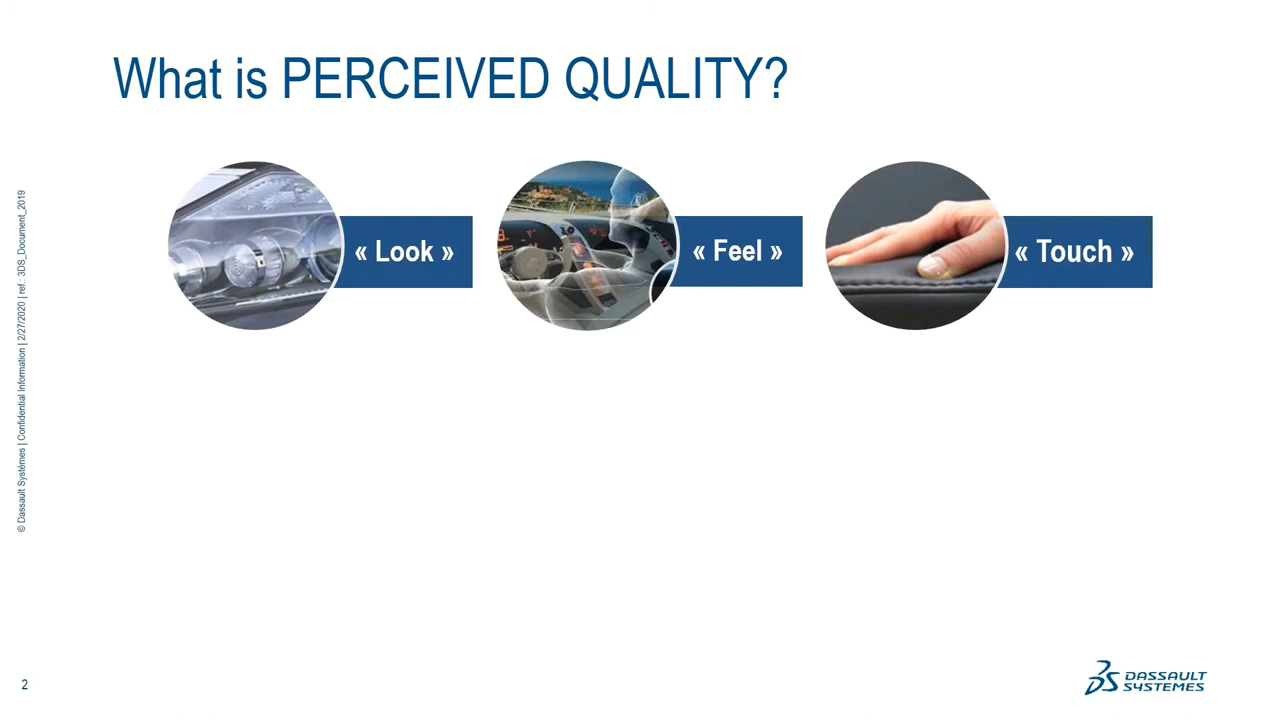 What is PERCEIVED QUALITY?
« Look »
« Feel »
« Touch »
© Dassault Systèmes | Confidential Information | 2/27/2020 | ref.: 3DS_Document_2019
2
3DS DASSAULT
SYSTEMES